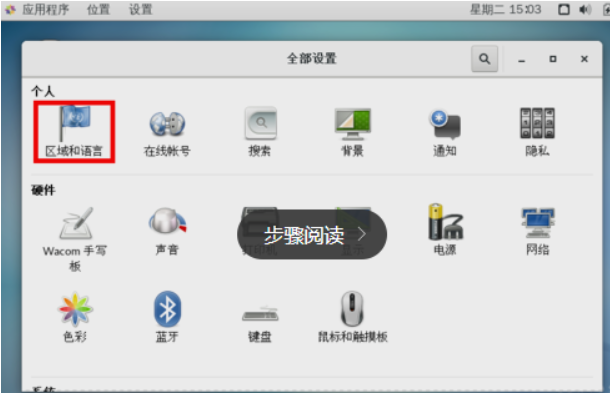 应用程序 位置 设置 星期二 15:03
全部设置
个人
区域和语言 在线帐号 搜索 背景 通知 隐私
硬件
Wacom 手写板 声音 步骤阅读 电源 网络
色彩 蓝牙 键盘 鼠标和触摸板